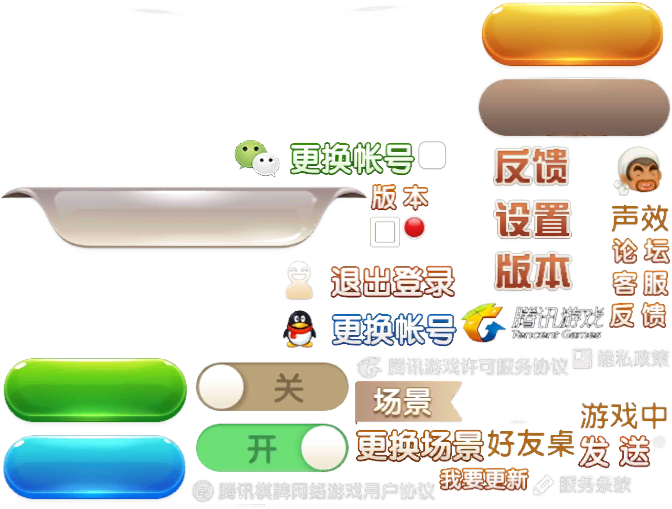 更换帐号
反馈
版本
设置
声效
论坛
版本
退出登录
客服
更换帐号
腾讯游戏
Tencent Games
反馈
腾讯游戏许可服务协议
隐私政策
关
场景
游戏中
开
更换场景
好友桌
发送
我要更新
腾讯棋牌网络游戏用户协议
服务条款